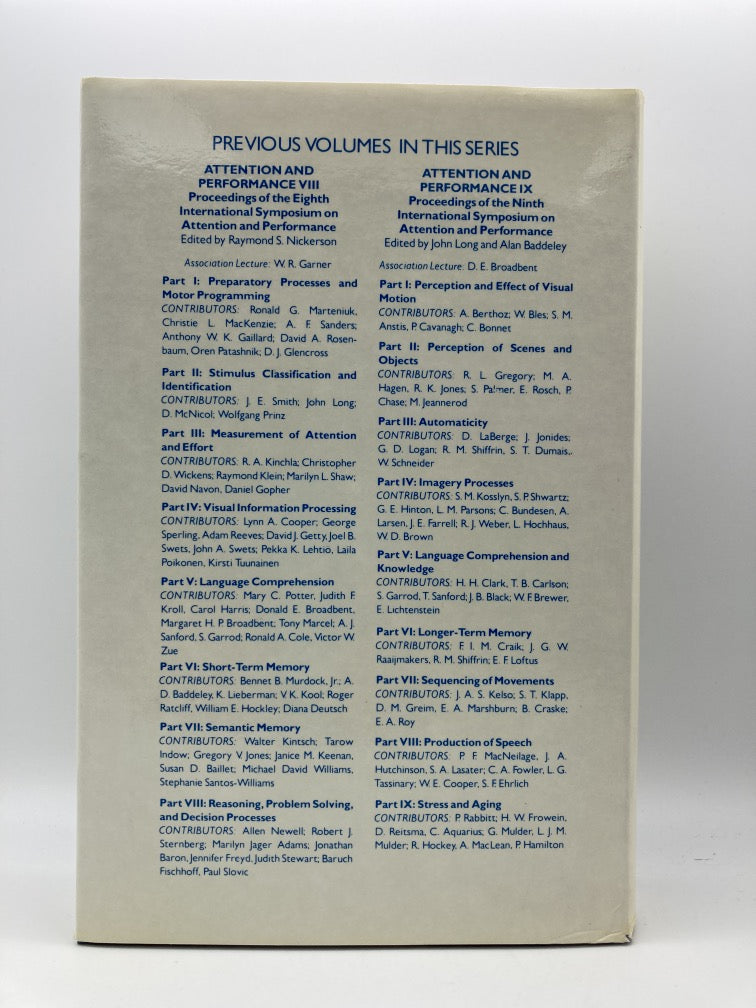 PREVIOUS VOLUMES IN THIS SERIES
ATTENTION AND
PERFORMANCE VIII
Proceedings of the Eighth
International Symposium on
Attention and Performance
Edited by Raymond S. Nickerson
Association Lecture: W. R. Garner
Part I: Preparatory Processes and
Motor Programming
CONTRIBUTORS: Ronald G. Marteniuk,
Christie L. MacKenzie; A. F. Sanders;
Anthony W. K. Gaillard; David A. Rosen-
baum, Oren Patashnik; D. J. Glencross
Part II: Stimulus Classification and
Identification
CONTRIBUTORS: J. E. Smith; John Long;
D. McNicol; Wolfgang Prinz
Part III: Measurement of Attention
and Effort
CONTRIBUTORS: R. A. Kinchla; Christopher
D. Wickens; Raymond Klein; Marilyn L. Shaw;
David Navon, Daniel Gopher
Part IV: Visual Information Processing
CONTRIBUTORS: Lynn A. Cooper; George
Sperling, Adam Reeves; David J. Getty, Joel B.
Swets, John A. Swets; Pekka K. Lehtio, Laila
Poikonen, Kirsti Tuunainen
Part V: Language Comprehension
CONTRIBUTORS: Mary C. Potter, Judith F.
Kroll, Carol Harris; Donald E. Broadbent,
Margaret H. P. Broadbent; Tony Marcel; A. J.
Sanford, S. Garrod; Ronald A. Cole, Victor W.
Zue
Part VI: Short-Term Memory
CONTRIBUTORS: Bennet B. Murdock, Jr.; A.
D. Baddeley, K. Lieberman; V. K. Kool; Roger
Ratcliff, William E. Hockley; Diana Deutsch
Part VII: Semantic Memory
CONTRIBUTORS: Walter Kintsch; Tarow
Indow; Gregory V. Jones; Janice M. Keenan,
Susan D. Baillet; Michael David Williams,
Stephanie Santos-Williams
Part VIII: Reasoning, Problem Solving,
and Decision Processes
CONTRIBUTORS: Allen Newell; Robert J.
Sternberg; Marilyn Jager Adams; Jonathan
Baron, Jennifer Freyd, Judith Stewart; Baruch
Fischhoff, Paul Slovic
ATTENTION AND
PERFORMANCE IX
Proceedings of the Ninth
International Symposium on
Attention and Performance
Edited by John Long and Alan Baddeley
Association Lecture: D. E. Broadbent
Part I: Perception and Effect of Visual
Motion
CONTRIBUTORS: A. Berthoz; W. Bles; S. M.
Anstis, P. Cavanagh; C. Bonnet
Part II: Perception of Scenes and
Objects
CONTRIBUTORS: R. L. Gregory; M. A.
Hagen, R. K. Jones; S. Palmer, E. Rosch, P.
Chase; M. Jeannerod
Part III: Automaticity
CONTRIBUTORS: D. LaBerge; J. Jonides;
G. D. Logan; R. M. Shiffrin, S. T. Dumais,.
W. Schneider
Part IV: Imagery Processes
CONTRIBUTORS: S. M. Kosslyn, S. P. Shwartz;
G. E. Hinton, L. M. Parsons; C. Bundesen, A.
Larsen, J. E. Farrell; R. J. Weber, L. Hochhaus,
W. D. Brown
Part V: Language Comprehension and
Knowledge
CONTRIBUTORS: H. H. Clark, T. B. Carlson;
S. Garrod, T. Sanford; J. B. Black; W. F. Brewer,
E. Lichtenstein
Part VI: Longer-Term Memory
CONTRIBUTORS: F. I. M. Craik; J. G. W.
Raaijmakers, R. M. Shiffrin; E. F. Loftus
Part VII: Sequencing of Movements
CONTRIBUTORS: J. A. S. Kelso; S. T. Klapp,
D. M. Greim, E. A. Marshburn; B. Craske;
E. A. Roy
Part VIII: Production of Speech
CONTRIBUTORS: P. F. MacNeilage, J. A.
Hutchinson, S. A. Lasater; C. A. Fowler, L. G.
Tassinary; W. E. Cooper, S. F. Ehrlich
Part IX: Stress and Aging
CONTRIBUTORS: P. Rabbitt; H. W. Frowein,
D. Reitsma, C. Aquarius; G. Mulder, L. J. M.
Mulder; R. Hockey, A. MacLean, P. Hamilton